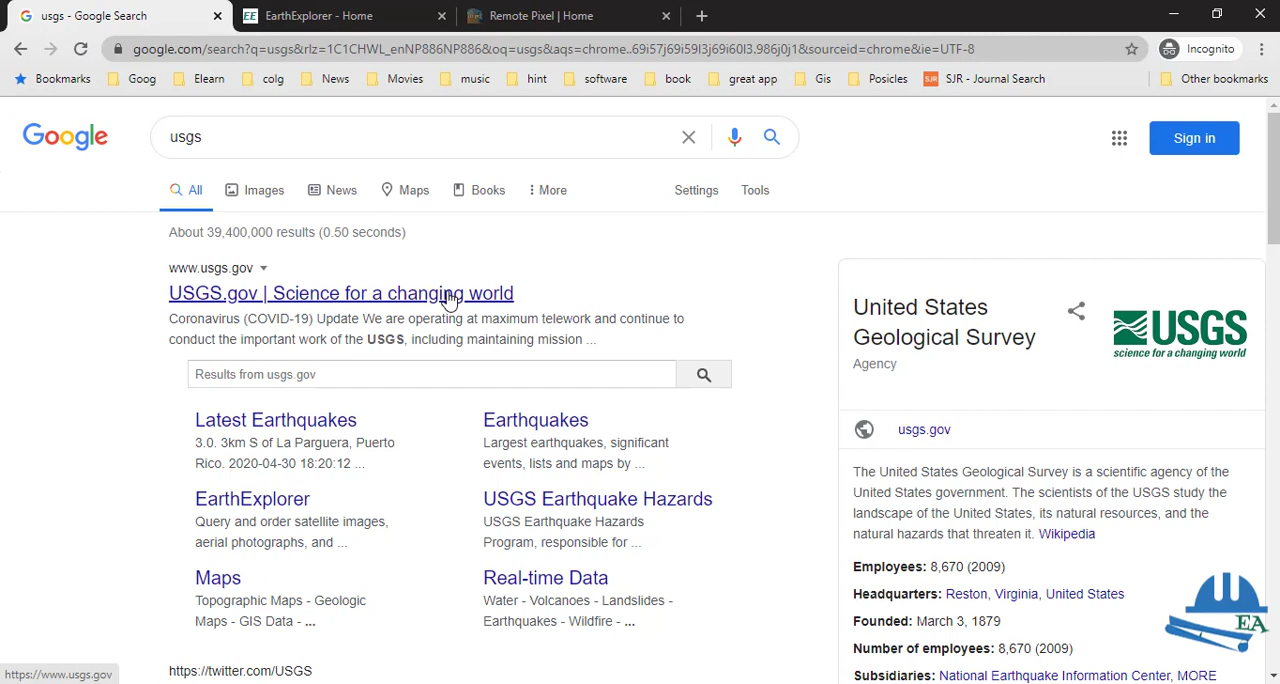 usgs - Google Search
EarthExplorer - Home
Remote Pixel | Home
google.com/search?q=usgs&rlz=1C1CHWL_enNP886NP886&oq=usgs&aqs=chrome..69i57j69i59l3j69i60l3.986j0j1&sourceid=chrome&ie=UTF-8
Incognito
Bookmarks Goog Elearn colg News Movies music hint software book great app Gis Posicles SJR SJR - Journal Search Other bookmarks
Google
usgs
Sign in
All Images News Maps Books More Settings Tools
About 39,400,000 results (0.50 seconds)
www.usgs.gov
USGS.gov | Science for a changing world
Coronavirus (COVID-19) Update We are operating at maximum telework and continue to
conduct the important work of the USGS, including maintaining mission ...
Results from usgs.gov
Latest Earthquakes
3.0. 3km S of La Parguera, Puerto
Rico. 2020-04-30 18:20:12 ...
Earthquakes
Largest earthquakes, significant
events, lists and maps by ...
EarthExplorer
Query and order satellite images,
aerial photographs, and ...
USGS Earthquake Hazards
USGS Earthquake Hazards
Program, responsible for ...
Maps
Topographic Maps - Geologic
Maps - GIS Data - ...
Real-time Data
Water - Volcanoes - Landslides -
Earthquakes - Wildfire - ...
https://twitter.com/USGS
United States
Geological Survey
Agency
USGS
science for a changing world
usgs.gov
The United States Geological Survey is a scientific agency of the
United States government. The scientists of the USGS study the
landscape of the United States, its natural resources, and the
natural hazards that threaten it. Wikipedia
Employees: 8,670 (2009)
Headquarters: Reston, Virginia, United States
Founded: March 3, 1879
Number of employees: 8,670 (2009)
Subsidiaries: National Earthquake Information Center, MORE
EA
https://www.usgs.gov